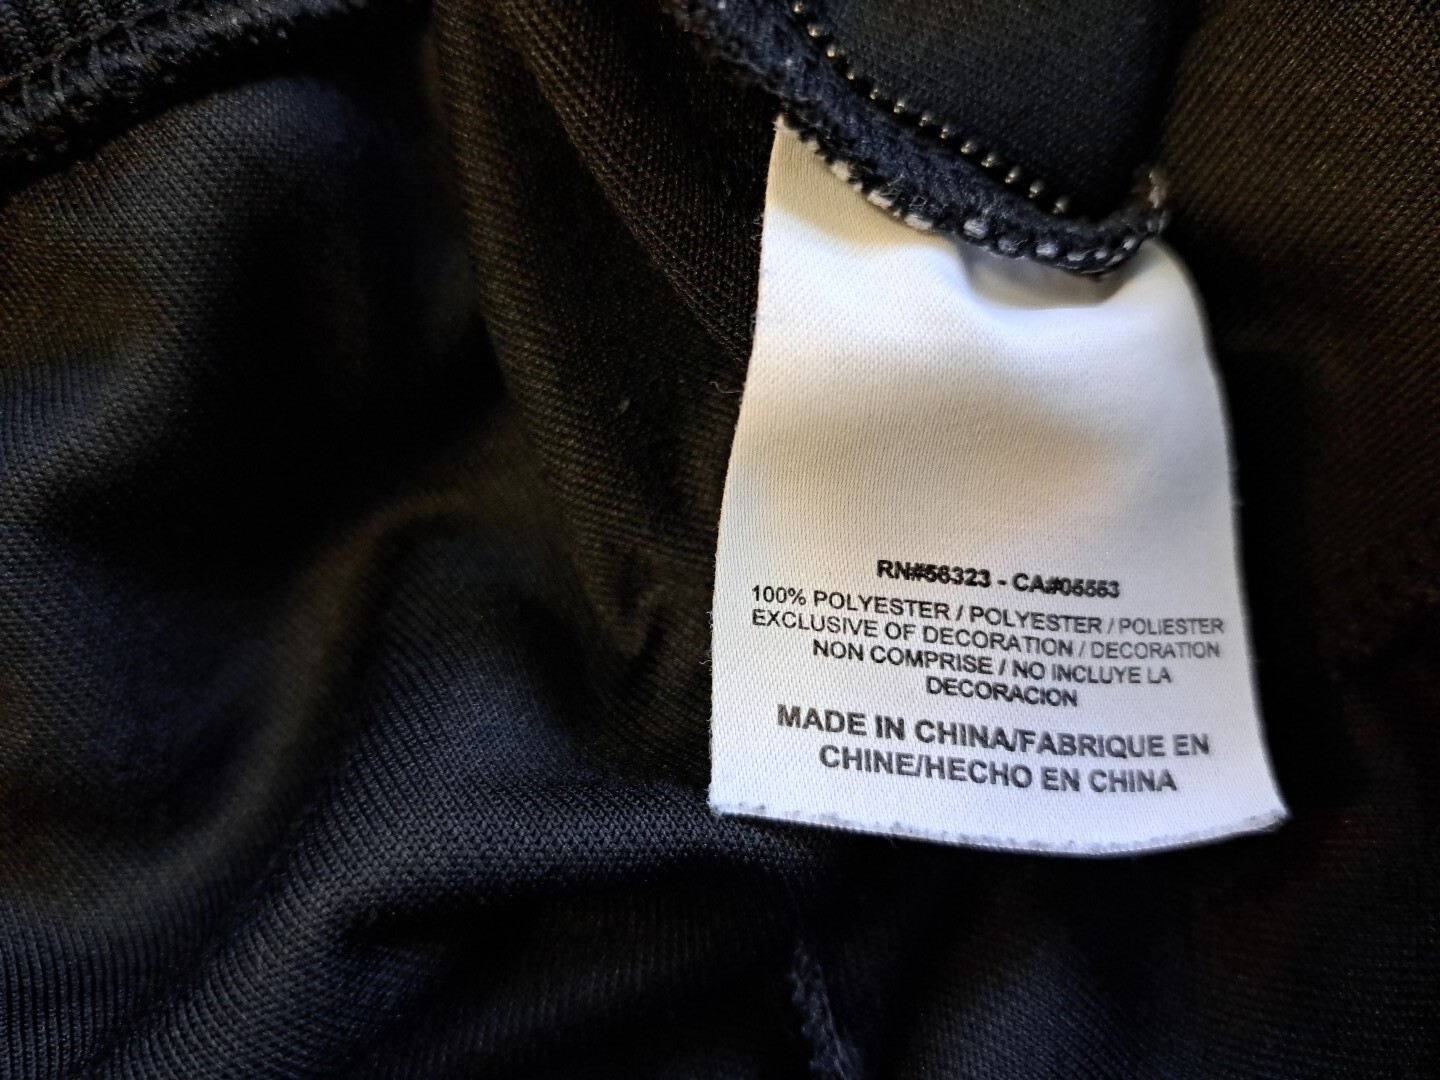 RN#56323 - CA#05553
100% POLYESTER / POLYESTER / POLIESTER
EXCLUSIVE OF DECORATION / DECORATION
NON COMPRISE / NO INCLUYE LA
DECORACION
MADE IN CHINA/FABRIQUE EN
CHINE/HECHO EN CHINA